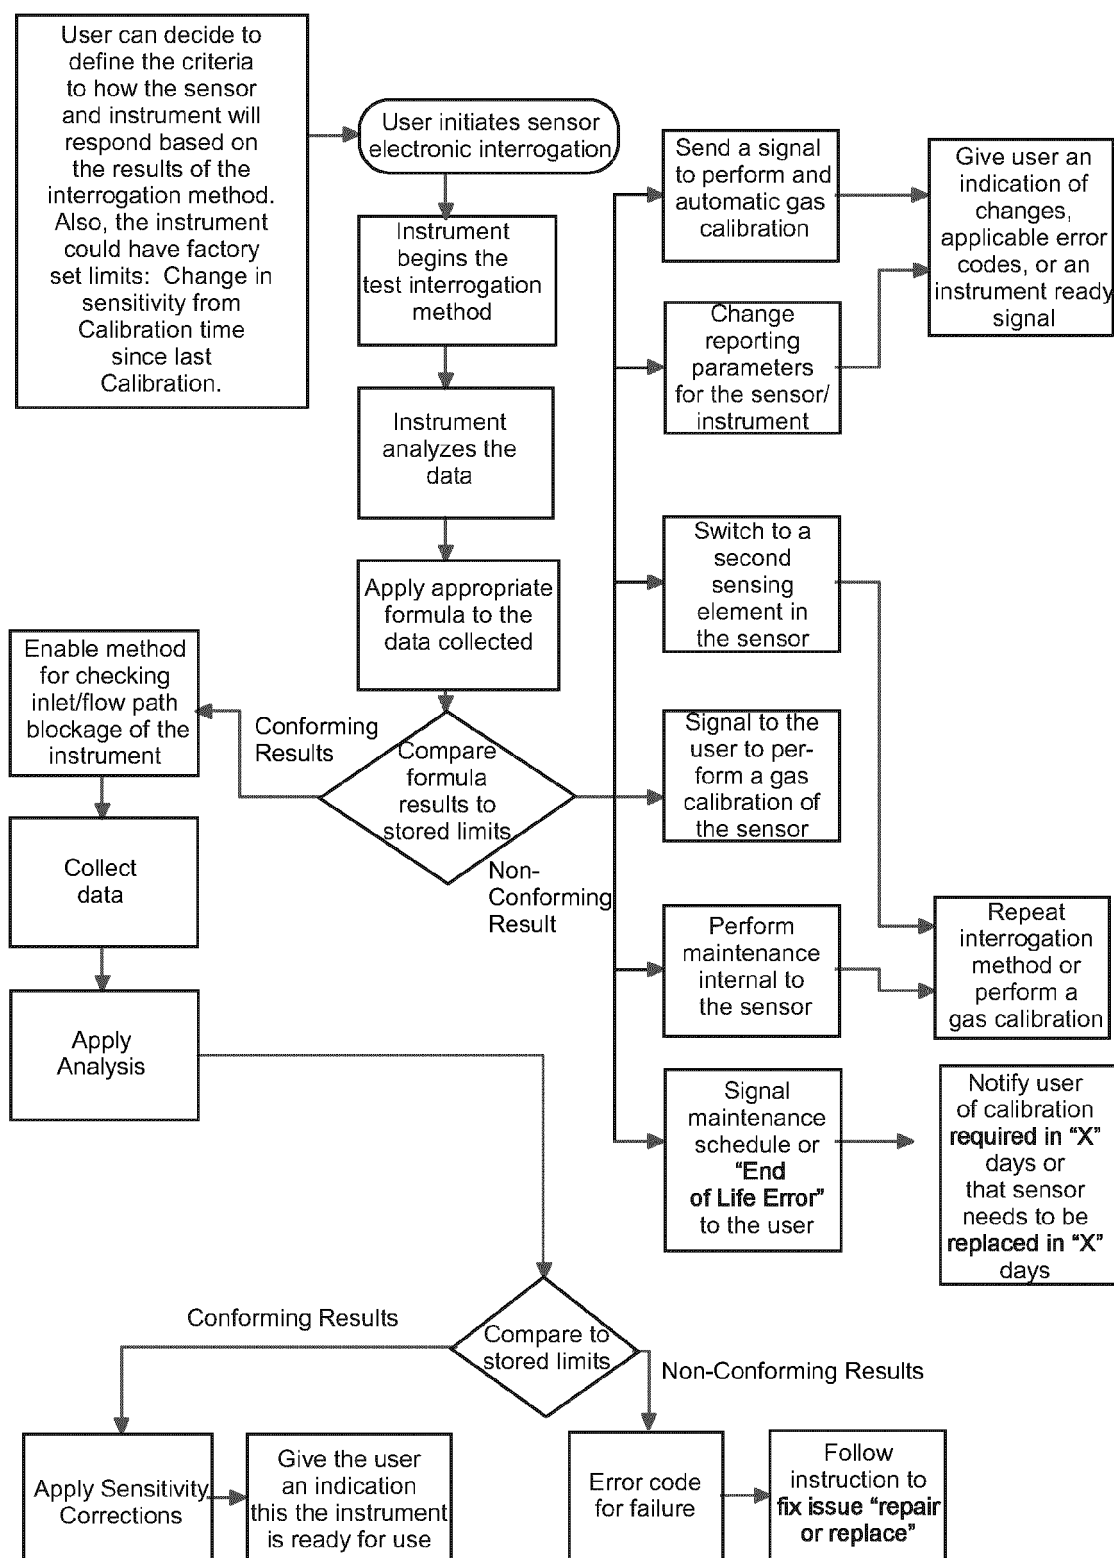 User can decide to
define the criteria
to how the sensor
and instrument will
respond based on
the results of the
interrogation method.
Also, the instrument
could have factory
set limits: Change in
sensitivity from
Calibration time
since last
Calibration.
User initiates sensor
electronic interrogation
Instrument
begins the
test interrogation
method
Instrument
analyzes the
data
Apply appropriate
formula to the
data collected
Compare
formula
results to
stored limits
Conforming
Results
Non-
Conforming
Result
Send a signal
to perform and
automatic gas
calibration
Give user an
indication of
changes,
applicable error
codes, or an
instrument ready
signal
Change
reporting
parameters
for the sensor/
instrument
Switch to a
second
sensing
element in
the sensor
Signal to the
user to per-
form a gas
calibration of
the sensor
Perform
maintenance
internal to
the sensor
Repeat
interrogation
method or
perform a
gas calibration
Signal
maintenance
schedule or
“End
of Life Error”
to the user
Notify user
of calibration
required in “X”
days or
that sensor
needs to be
replaced in “X”
days
Enable method
for checking
inlet/flow path
blockage of the
instrument
Collect
data
Apply
Analysis
Compare to
stored limits
Conforming Results
Non-Conforming Results
Apply Sensitivity
Corrections
Give the user
an indication
this the instrument
is ready for use
Error code
for failure
Follow
instruction to
fix issue “repair
or replace”